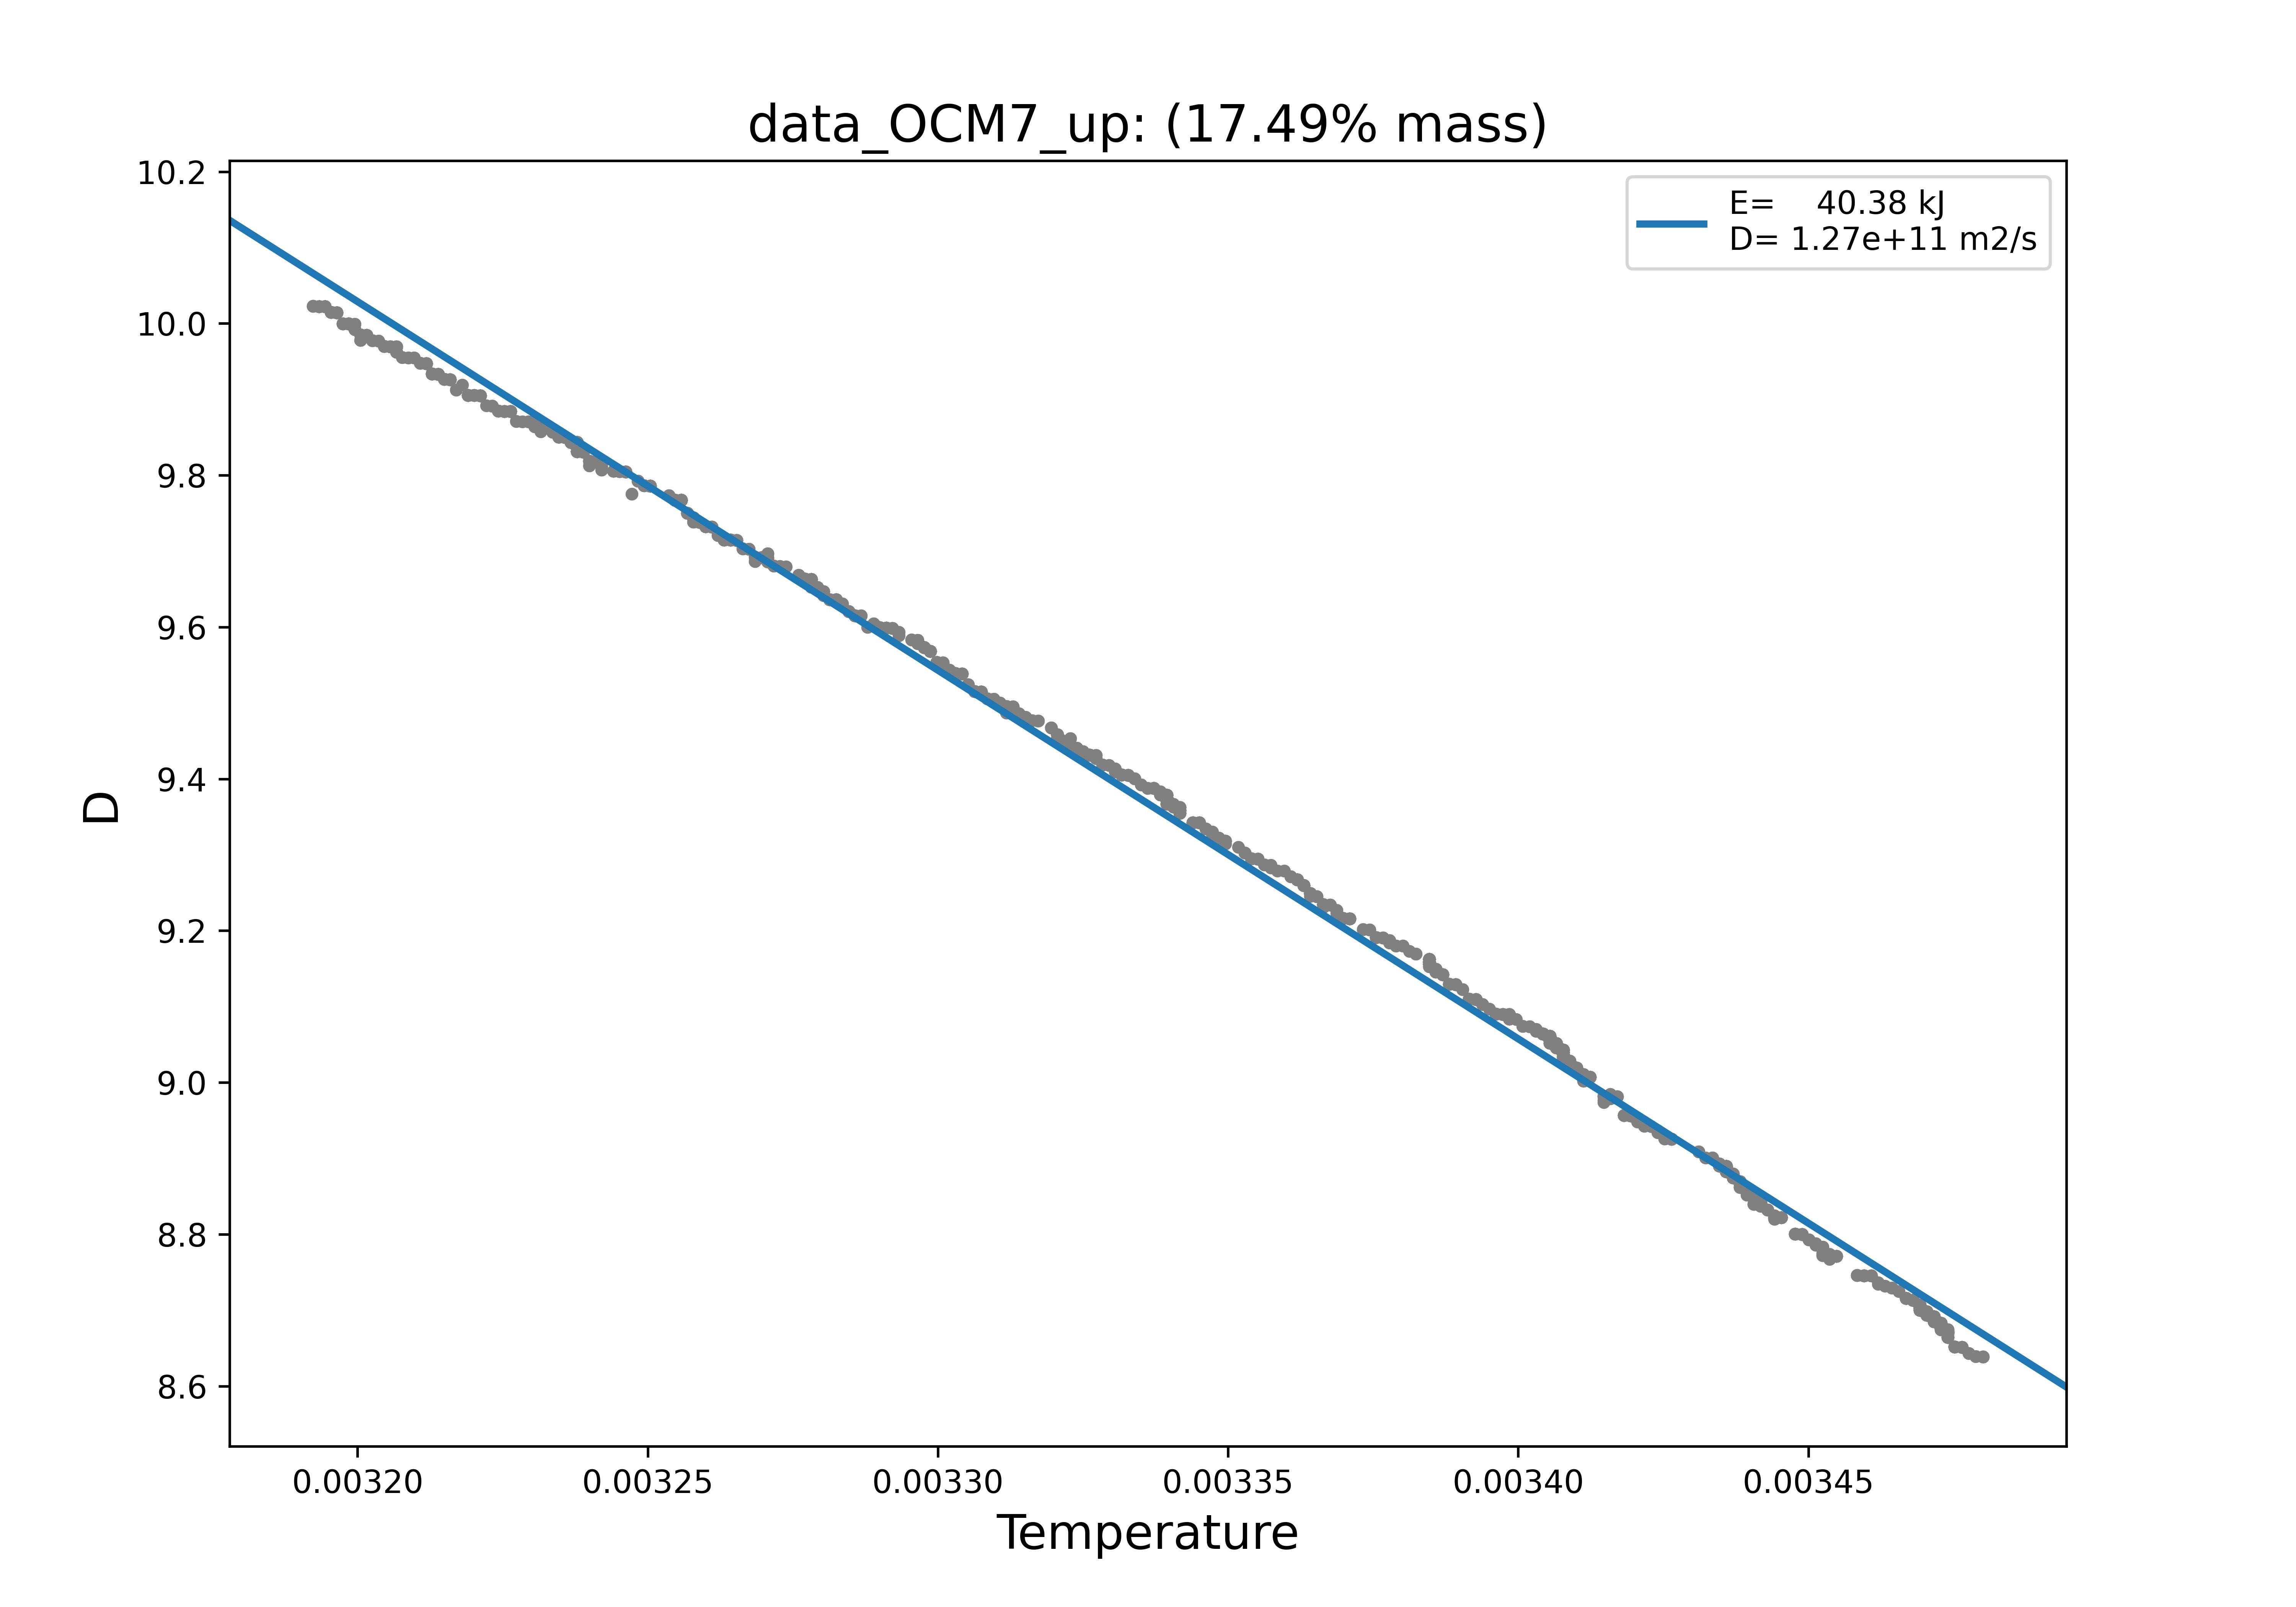 data_OCM7_up: (17.49% mass)
10.2
10.0
9.8
9.6
9.4
9.2
9.0
8.8
8.6
D
E=    40.38 kJ
D= 1.27e+11 m2/s
0.00320 0.00325 0.00330 0.00335 0.00340 0.00345
Temperature